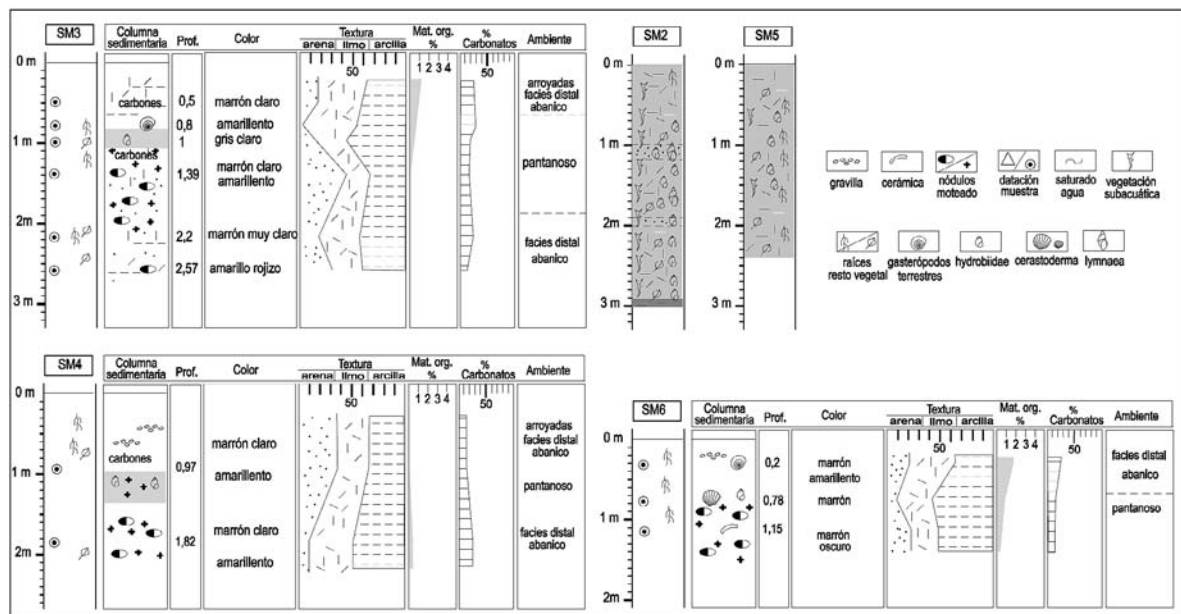 SM3
Columna sedimentaria
Prof.
Color
Textura
arena limo arcilla
50
Mat. org. %
1 2 3 4
% Carbonatos
50
Ambiente
0 m
1 m
2m
3 m
carbones
carbones
0,5
0,8
1
1,39
2,2
2,57
marrón claro
amarillento
gris claro
marrón claro
amarillento
marrón muy claro
amarillo rojizo
arroyadas
facies distal
abanico
pantanoso
facies distal
abanico
SM2
0 m
1 m
2 m
3 m
SM5
0 m
1 m
2 m
3 m
gravilla
cerámica
nódulos
moteado
datación
muestra
saturado
agua
vegetación
subacuática
raíces
resto vegetal
gasterópodos
terrestres
hydrobiidae
cerastoderma
lymnaea
SM4
Columna sedimentaria
Prof.
Color
Textura
arena limo arcilla
50
Mat. org. %
1 2 3 4
% Carbonatos
50
Ambiente
0 m
1 m
2m
carbones
0,97
1,82
marrón claro
amarillento
marrón claro
amarillento
arroyadas
facies distal
abanico
pantanoso
facies distal
abanico
SM6
Columna sedimentaria
Prof.
Color
Textura
arena limo arcilla
50
Mat. org. %
1 2 3 4
% Carbonatos
50
Ambiente
0 m
1 m
2m
0,2
0,78
1,15
marrón
amarillento
marrón
marrón
oscuro
facies distal
abanico
pantanoso